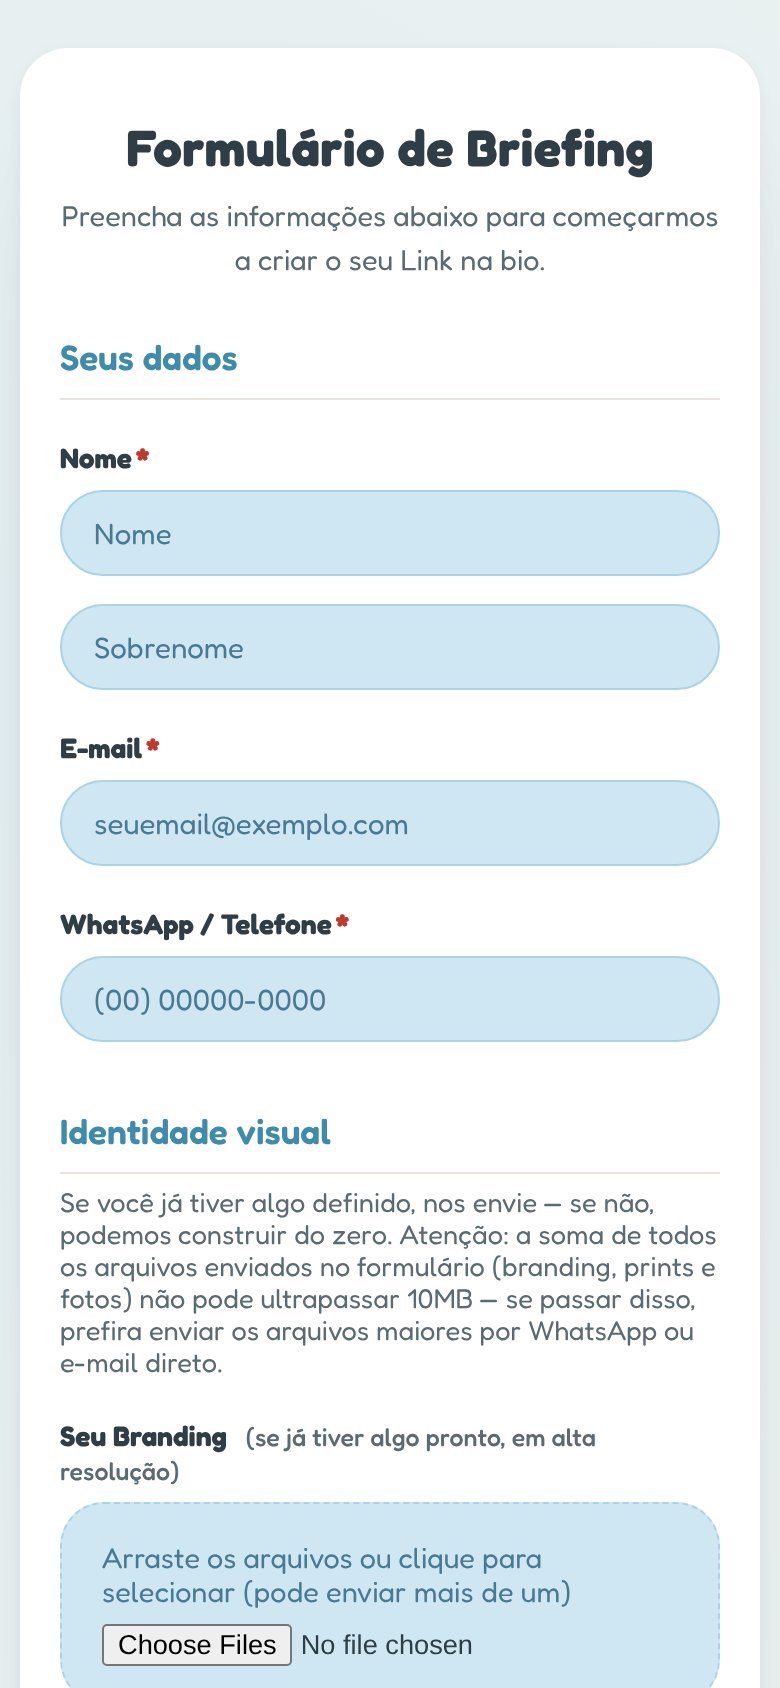 Formulário de Briefing
Preencha as informações abaixo para começarmos
a criar o seu Link na bio.
Seus dados
Nome *
Nome
Sobrenome
E-mail *
seuemail@exemplo.com
WhatsApp / Telefone *
(00) 00000-0000
Identidade visual
Se você já tiver algo definido, nos envie — se não,
podemos construir do zero. Atenção: a soma de todos
os arquivos enviados no formulário (branding, prints e
fotos) não pode ultrapassar 10MB — se passar disso,
prefira enviar os arquivos maiores por WhatsApp ou
e-mail direto.
Seu Branding (se já tiver algo pronto, em alta
resolução)
Arraste os arquivos ou clique para
selecionar (pode enviar mais de um)
Choose Files No file chosen